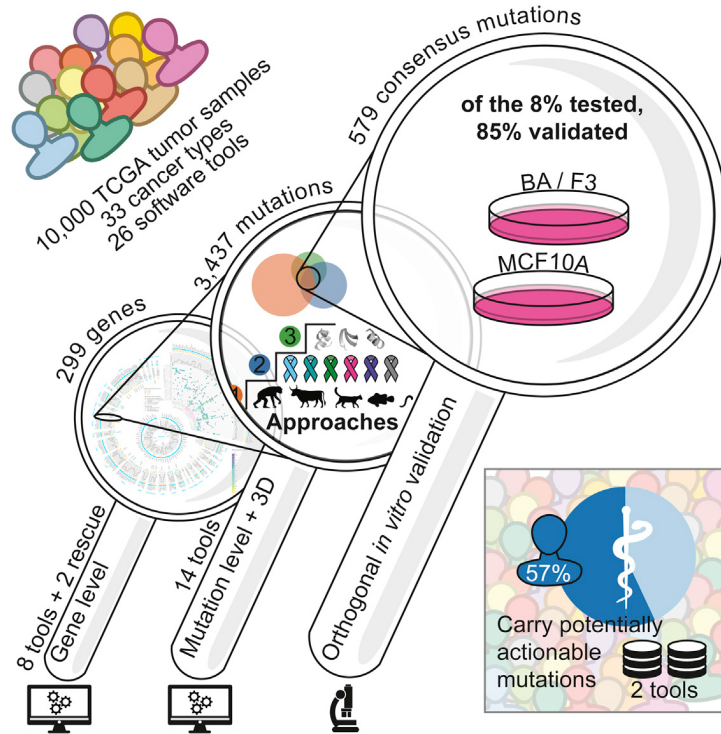 10,000 TCGA tumor samples
33 cancer types
26 software tools
299 genes
3,437 mutations
579 consensus mutations
of the 8% tested,
85% validated
BA / F3
MCF10A
3
2
1
Approaches
8 tools + 2 rescue
Gene level
14 tools
Mutation level + 3D
Orthogonal in vitro validation
57%
Carry potentially
actionable
mutations
2 tools